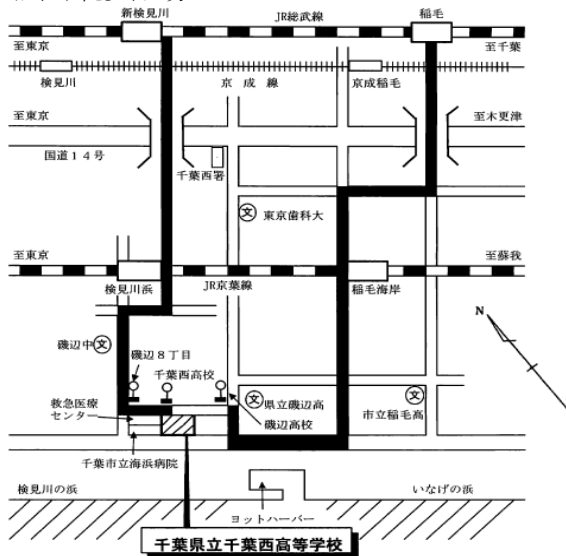 新検見川
JR総武線
稲毛
至東京
至千葉
検見川
京成線
京成稲毛
至東京
至木更津
国道14号
千葉西署
文 東京歯科大
至東京
至蘇我
検見川浜
JR京葉線
稲毛海岸
N
磯辺中 文
磯辺8丁目
千葉西高校
文 県立磯辺高
文
市立稲毛高
救急医療
センター
磯辺高校
千葉市立海浜病院
検見川の浜
いなげの浜
ヨットハーバー
千葉県立千葉西高等学校